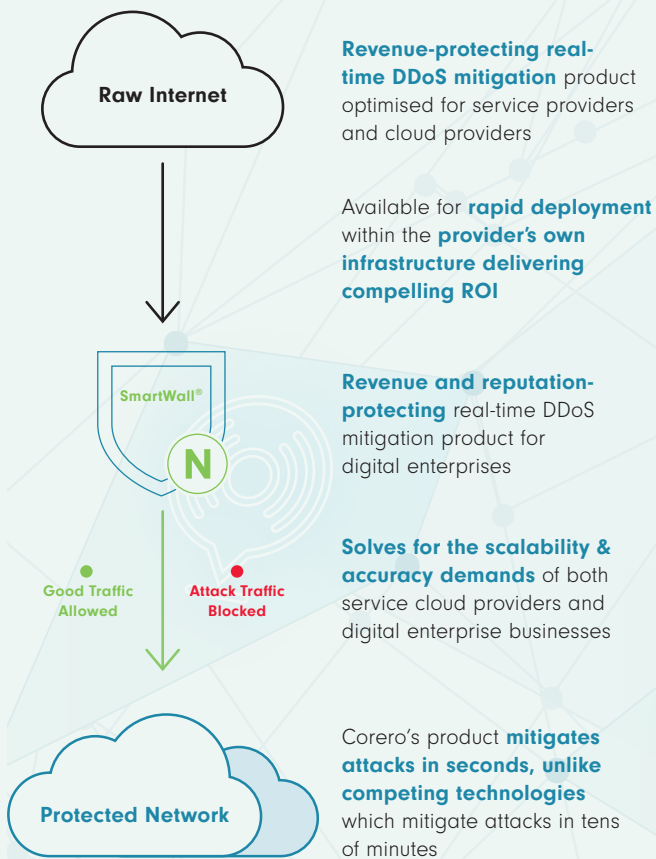 Raw Internet
Revenue-protecting real-
time DDoS mitigation product
optimised for service providers
and cloud providers
Available for rapid deployment
within the provider's own
infrastructure delivering
compelling ROI
SmartWall®
N
Revenue and reputation-
protecting real-time DDoS
mitigation product for
digital enterprises
Good Traffic
Allowed
Attack Traffic
Blocked
Solves for the scalability &
accuracy demands of both
service cloud providers and
digital enterprise businesses
Protected Network
Corero's product mitigates
attacks in seconds, unlike
competing technologies
which mitigate attacks in tens
of minutes